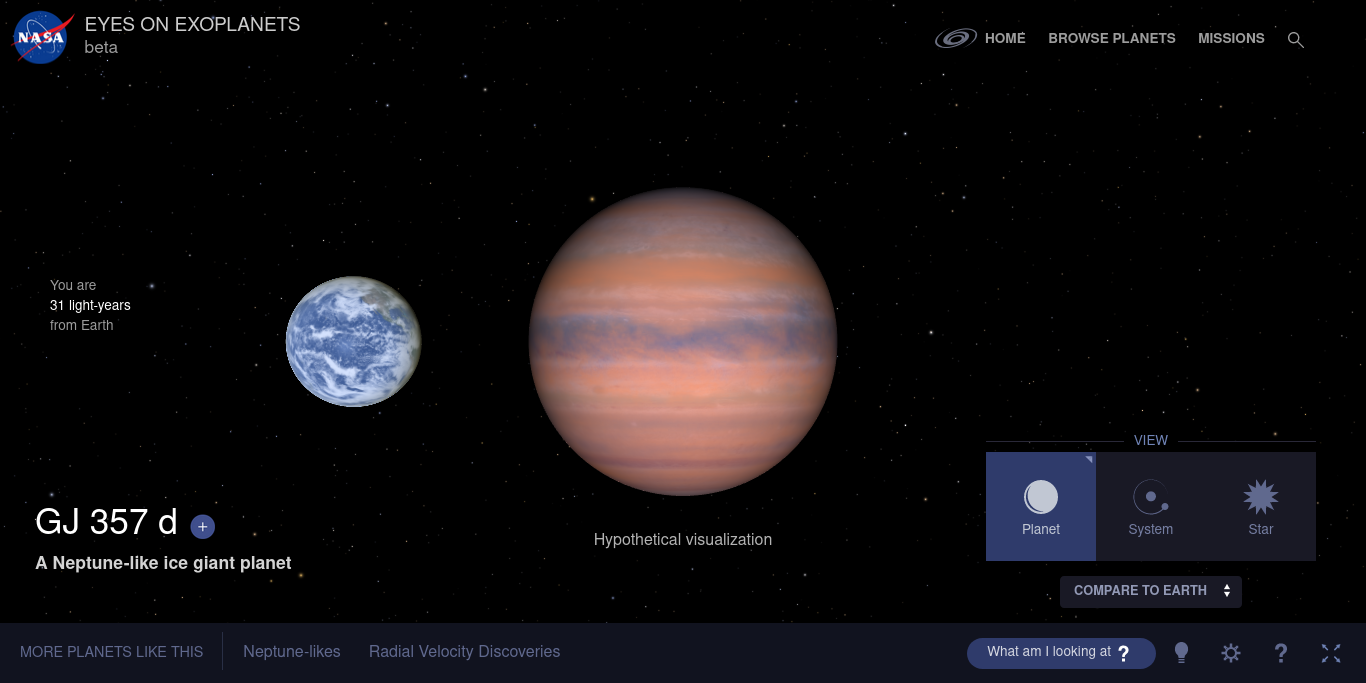 NASA
EYES ON EXOPLANETS
beta
HOME
BROWSE PLANETS
MISSIONS
You are
31 light-years
from Earth
GJ 357 d +
A Neptune-like ice giant planet
Hypothetical visualization
VIEW
Planet
System
Star
COMPARE TO EARTH
MORE PLANETS LIKE THIS
Neptune-likes
Radial Velocity Discoveries
What am I looking at ?
?